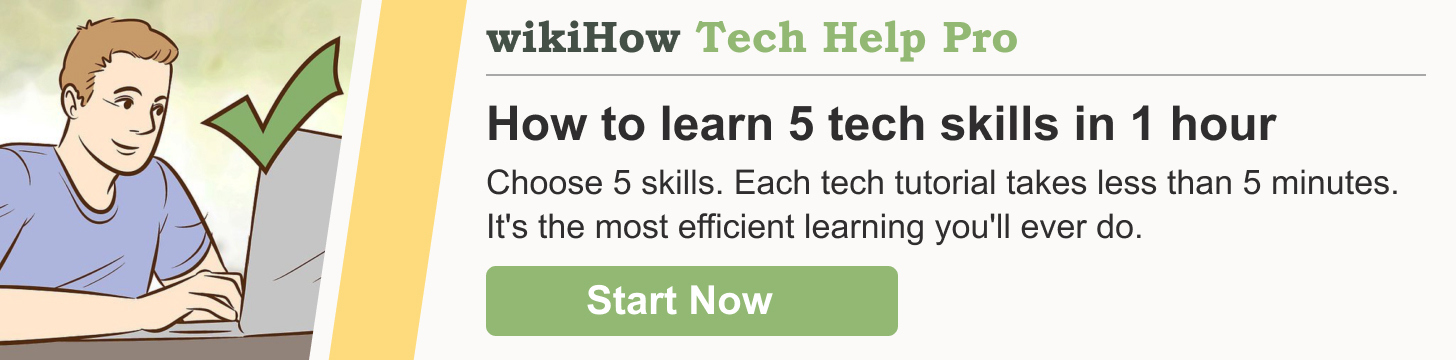 wikiHow Tech Help Pro
How to learn 5 tech skills in 1 hour
Choose 5 skills. Each tech tutorial takes less than 5 minutes.
It's the most efficient learning you'll ever do.
Start Now